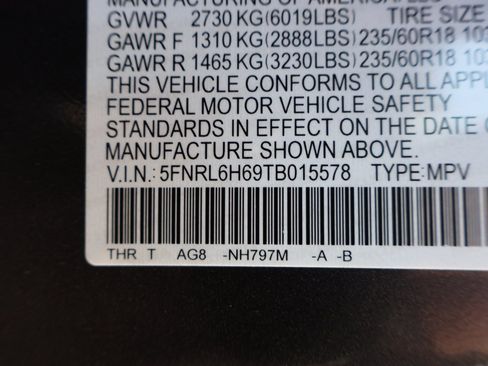 GVWR 2730 KG(6019LBS) TIRE SIZE
GAWR F 1310 KG(2888LBS)235/60R18
GAWR R 1465 KG(3230LBS)235/60R18
THIS VEHICLE CONFORMS TO ALL
FEDERAL MOTOR VEHICLE SAFETY
STANDARDS IN EFFECT ON THE DATE OF
MANUFACTURE SHOWN ABOVE.
V.I.N.:5FNRL6H69TB015578 TYPE:MPV
THR T AG8 -NH797M -A -B